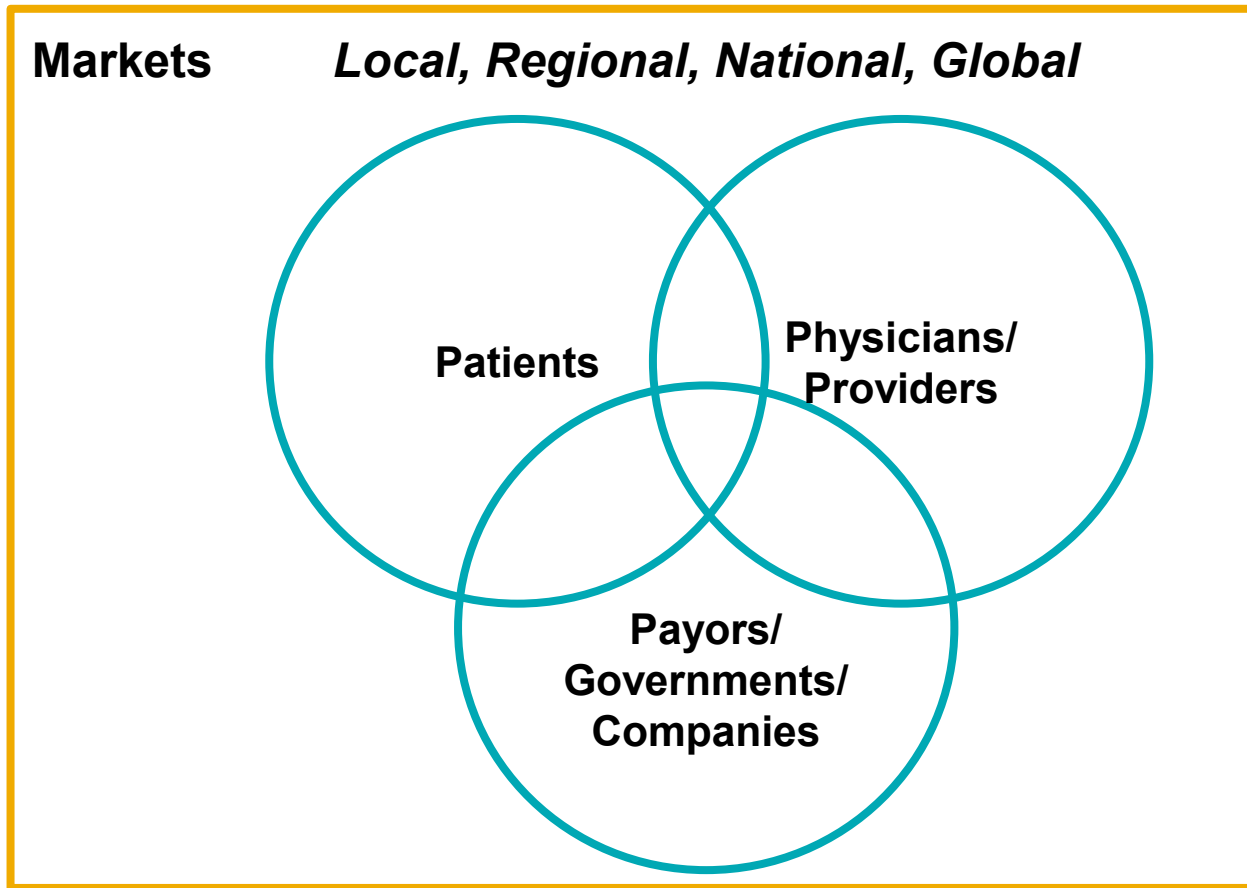 Markets Local, Regional, National, Global
Patients
Physicians/
Providers
Payors/
Governments/
Companies